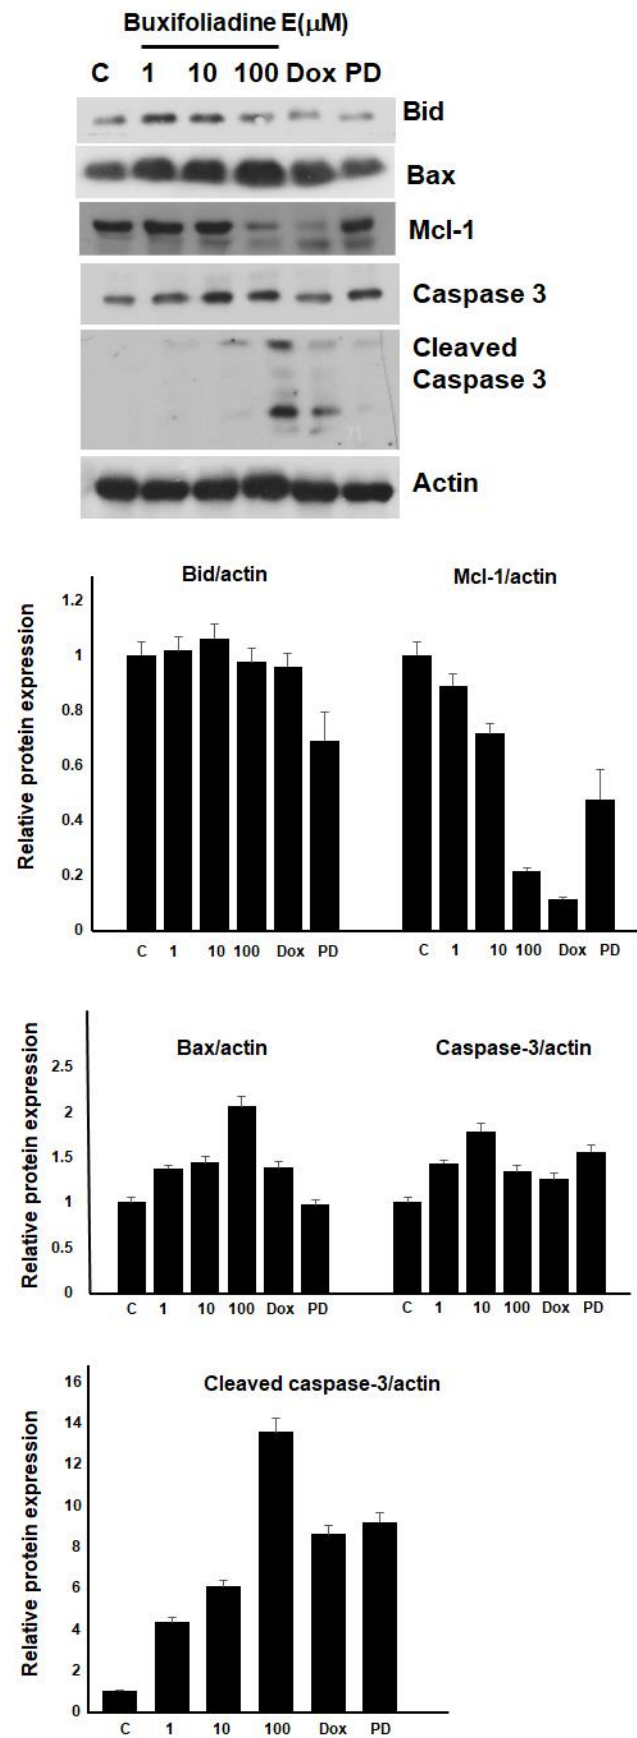 Buxifoliadine E(µM)
C 1 10 100 Dox PD
Bid
Bax
Mcl-1
Caspase 3
Cleaved
Caspase 3
Actin
Bid/actin
Mcl-1/actin
Relative protein expression
1.2
1
0.8
0.6
0.4
0.2
0
C 1 10 100 Dox PD
C 1 10 100 Dox PD
Bax/actin
Caspase-3/actin
Relative protein expression
2.5
2
1.5
1
0.5
0
C 1 10 100 Dox PD
C 1 10 100 Dox PD
Cleaved caspase-3/actin
Relative protein expression
16
14
12
10
8
6
4
2
0
C 1 10 100 Dox PD